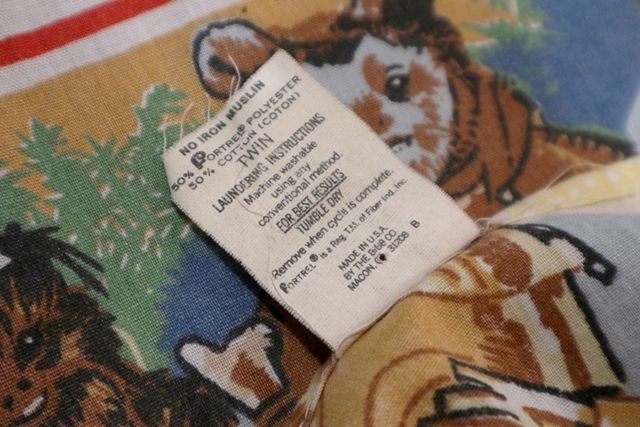 NO IRON MUSLIN
50% PORTREL® POLYESTER
50% COTTON (COTON)
TWIN
LAUNDERING INSTRUCTIONS
Machine washable
using any
conventional method.
FOR BEST RESULTS
TUMBLE DRY
Remove when cycle is complete.
FORTREL® is a Reg. T.M. of Fiber Ind. Inc.
MADE IN U.S.A.
BY THE BIBB CO.
MACON, GA 31208 B